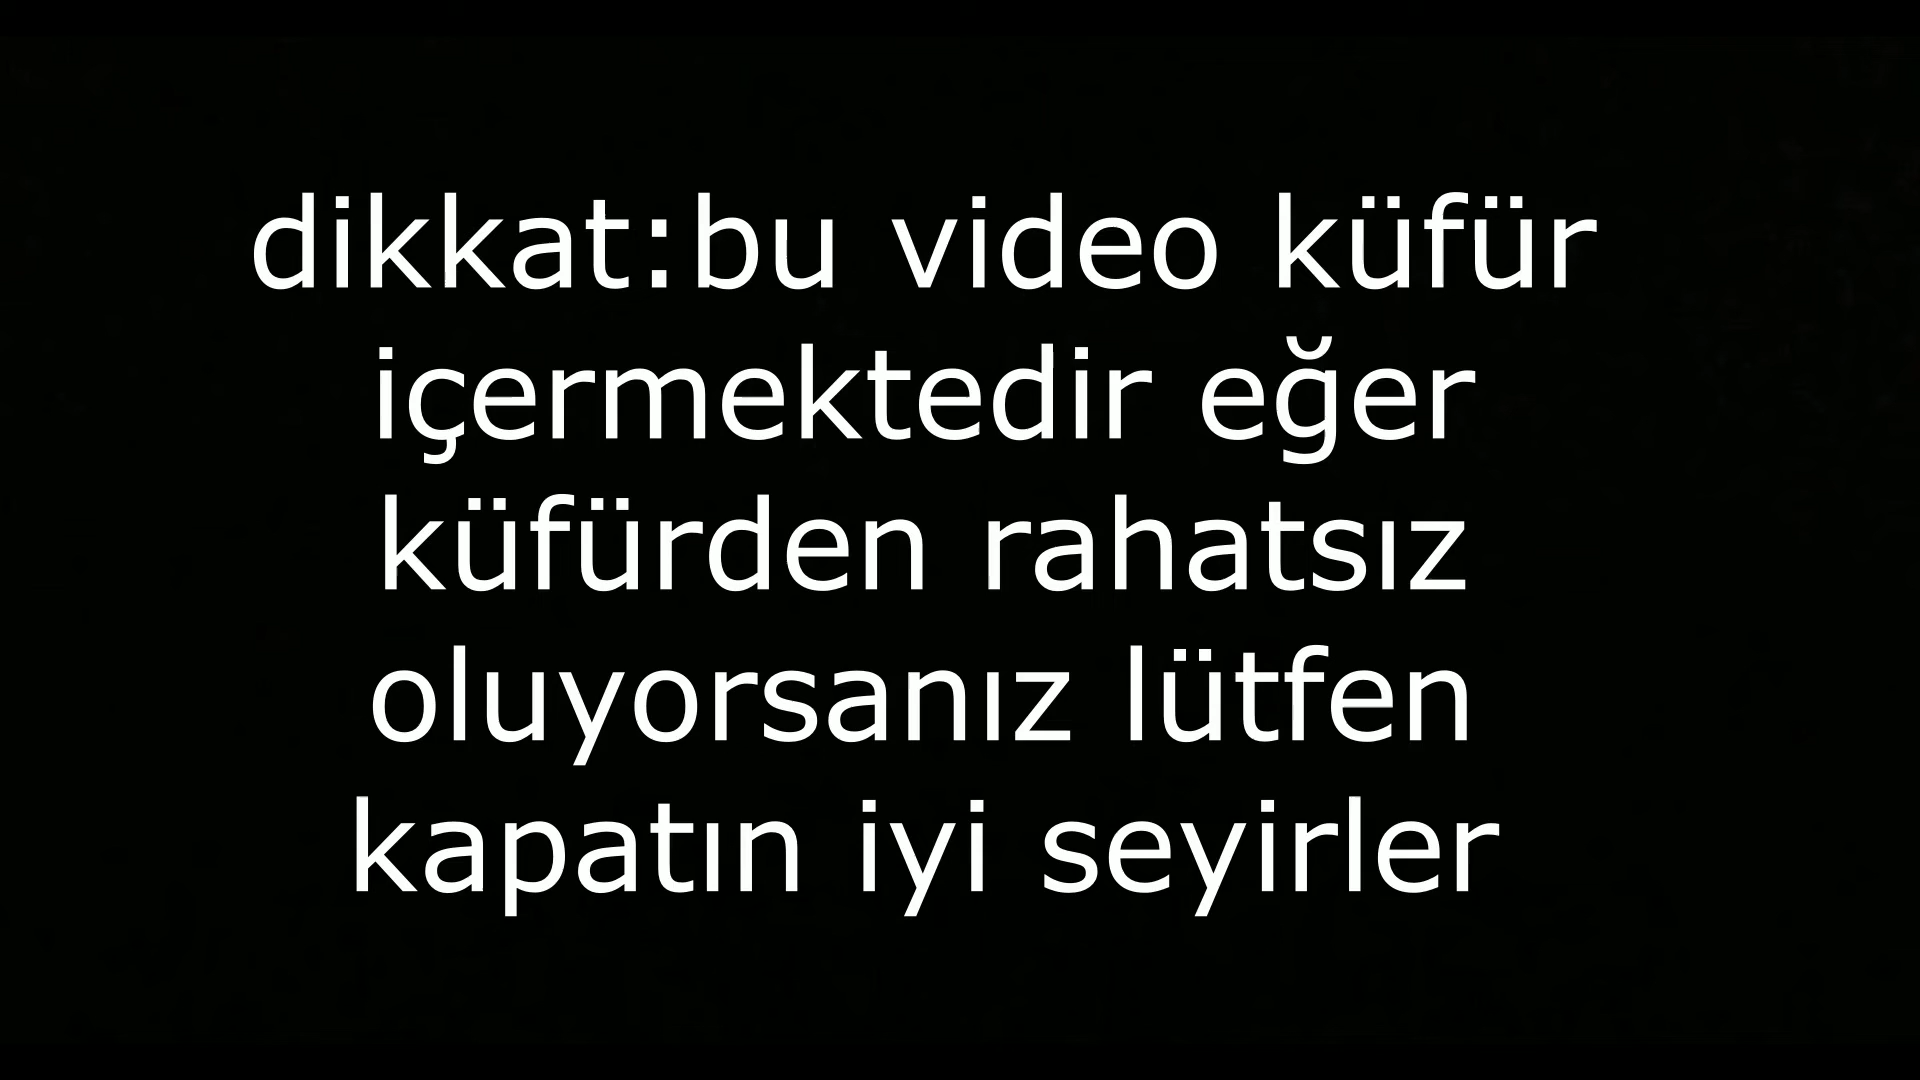 dikkat:bu video küfür
içermektedir eğer
küfürden rahatsız
oluyorsanız lütfen
kapatın iyi seyirler